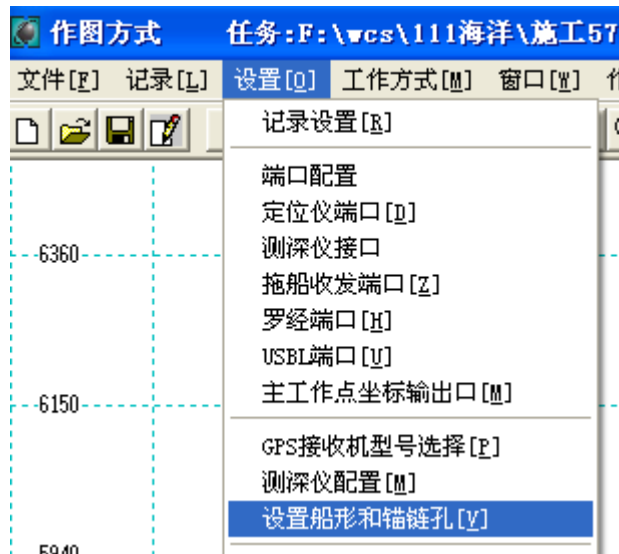 作图方式 任务:F:\wcs\111海洋\施工57
文件[F] 记录[L] 设置[O] 工作方式[M] 窗口[W]
记录设置[R]
端口配置
定位仪端口[D]
6360
测深仪接口
拖船收发端口[Z]
罗经端口[H]
USBL端口[U]
主工作点坐标输出口[M]
6150
GPS接收机型号选择[P]
测深仪配置[M]
设置船形和锚链孔[V]
5940